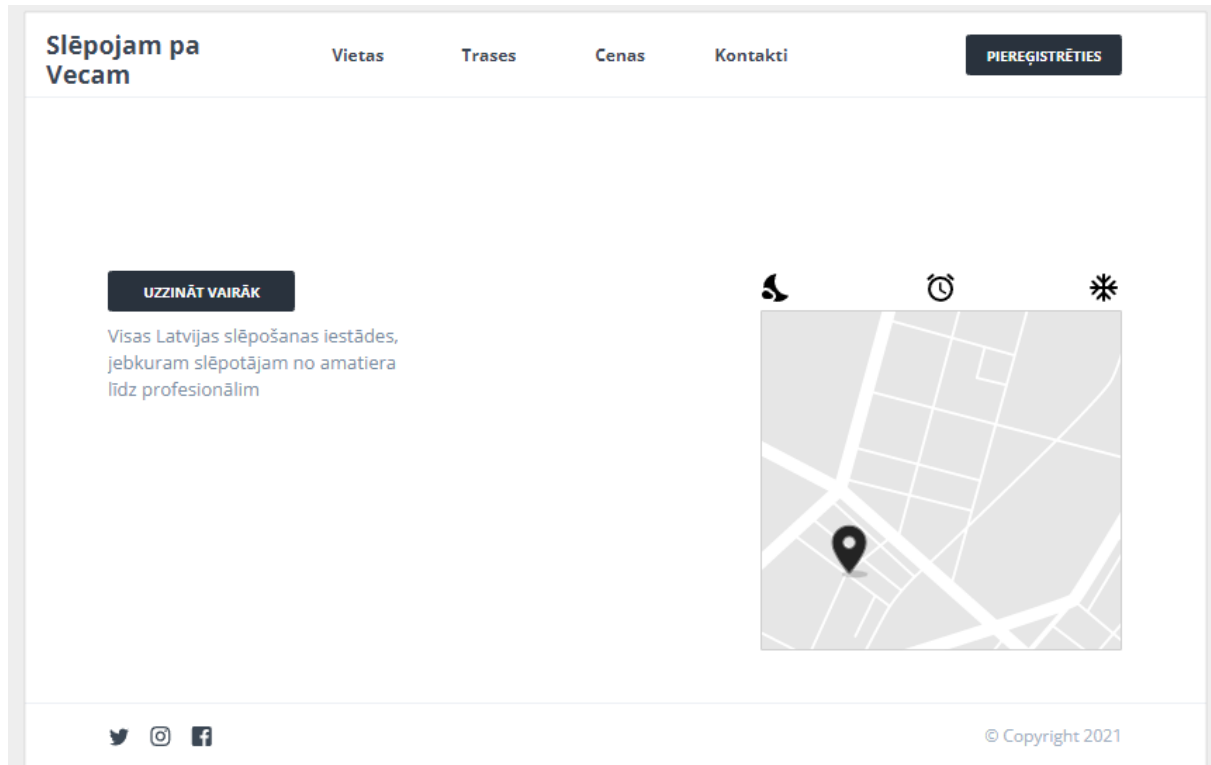 Slēpojam pa
Vecam
Vietas
Trases
Cenas
Kontakti
PIEREĢISTRĒTIES
UZZINĀT VAIRĀK
Visas Latvijas slēpošanas iestādes,
jebkuram slēpotājam no amatiera
līdz profesionālim
© Copyright 2021